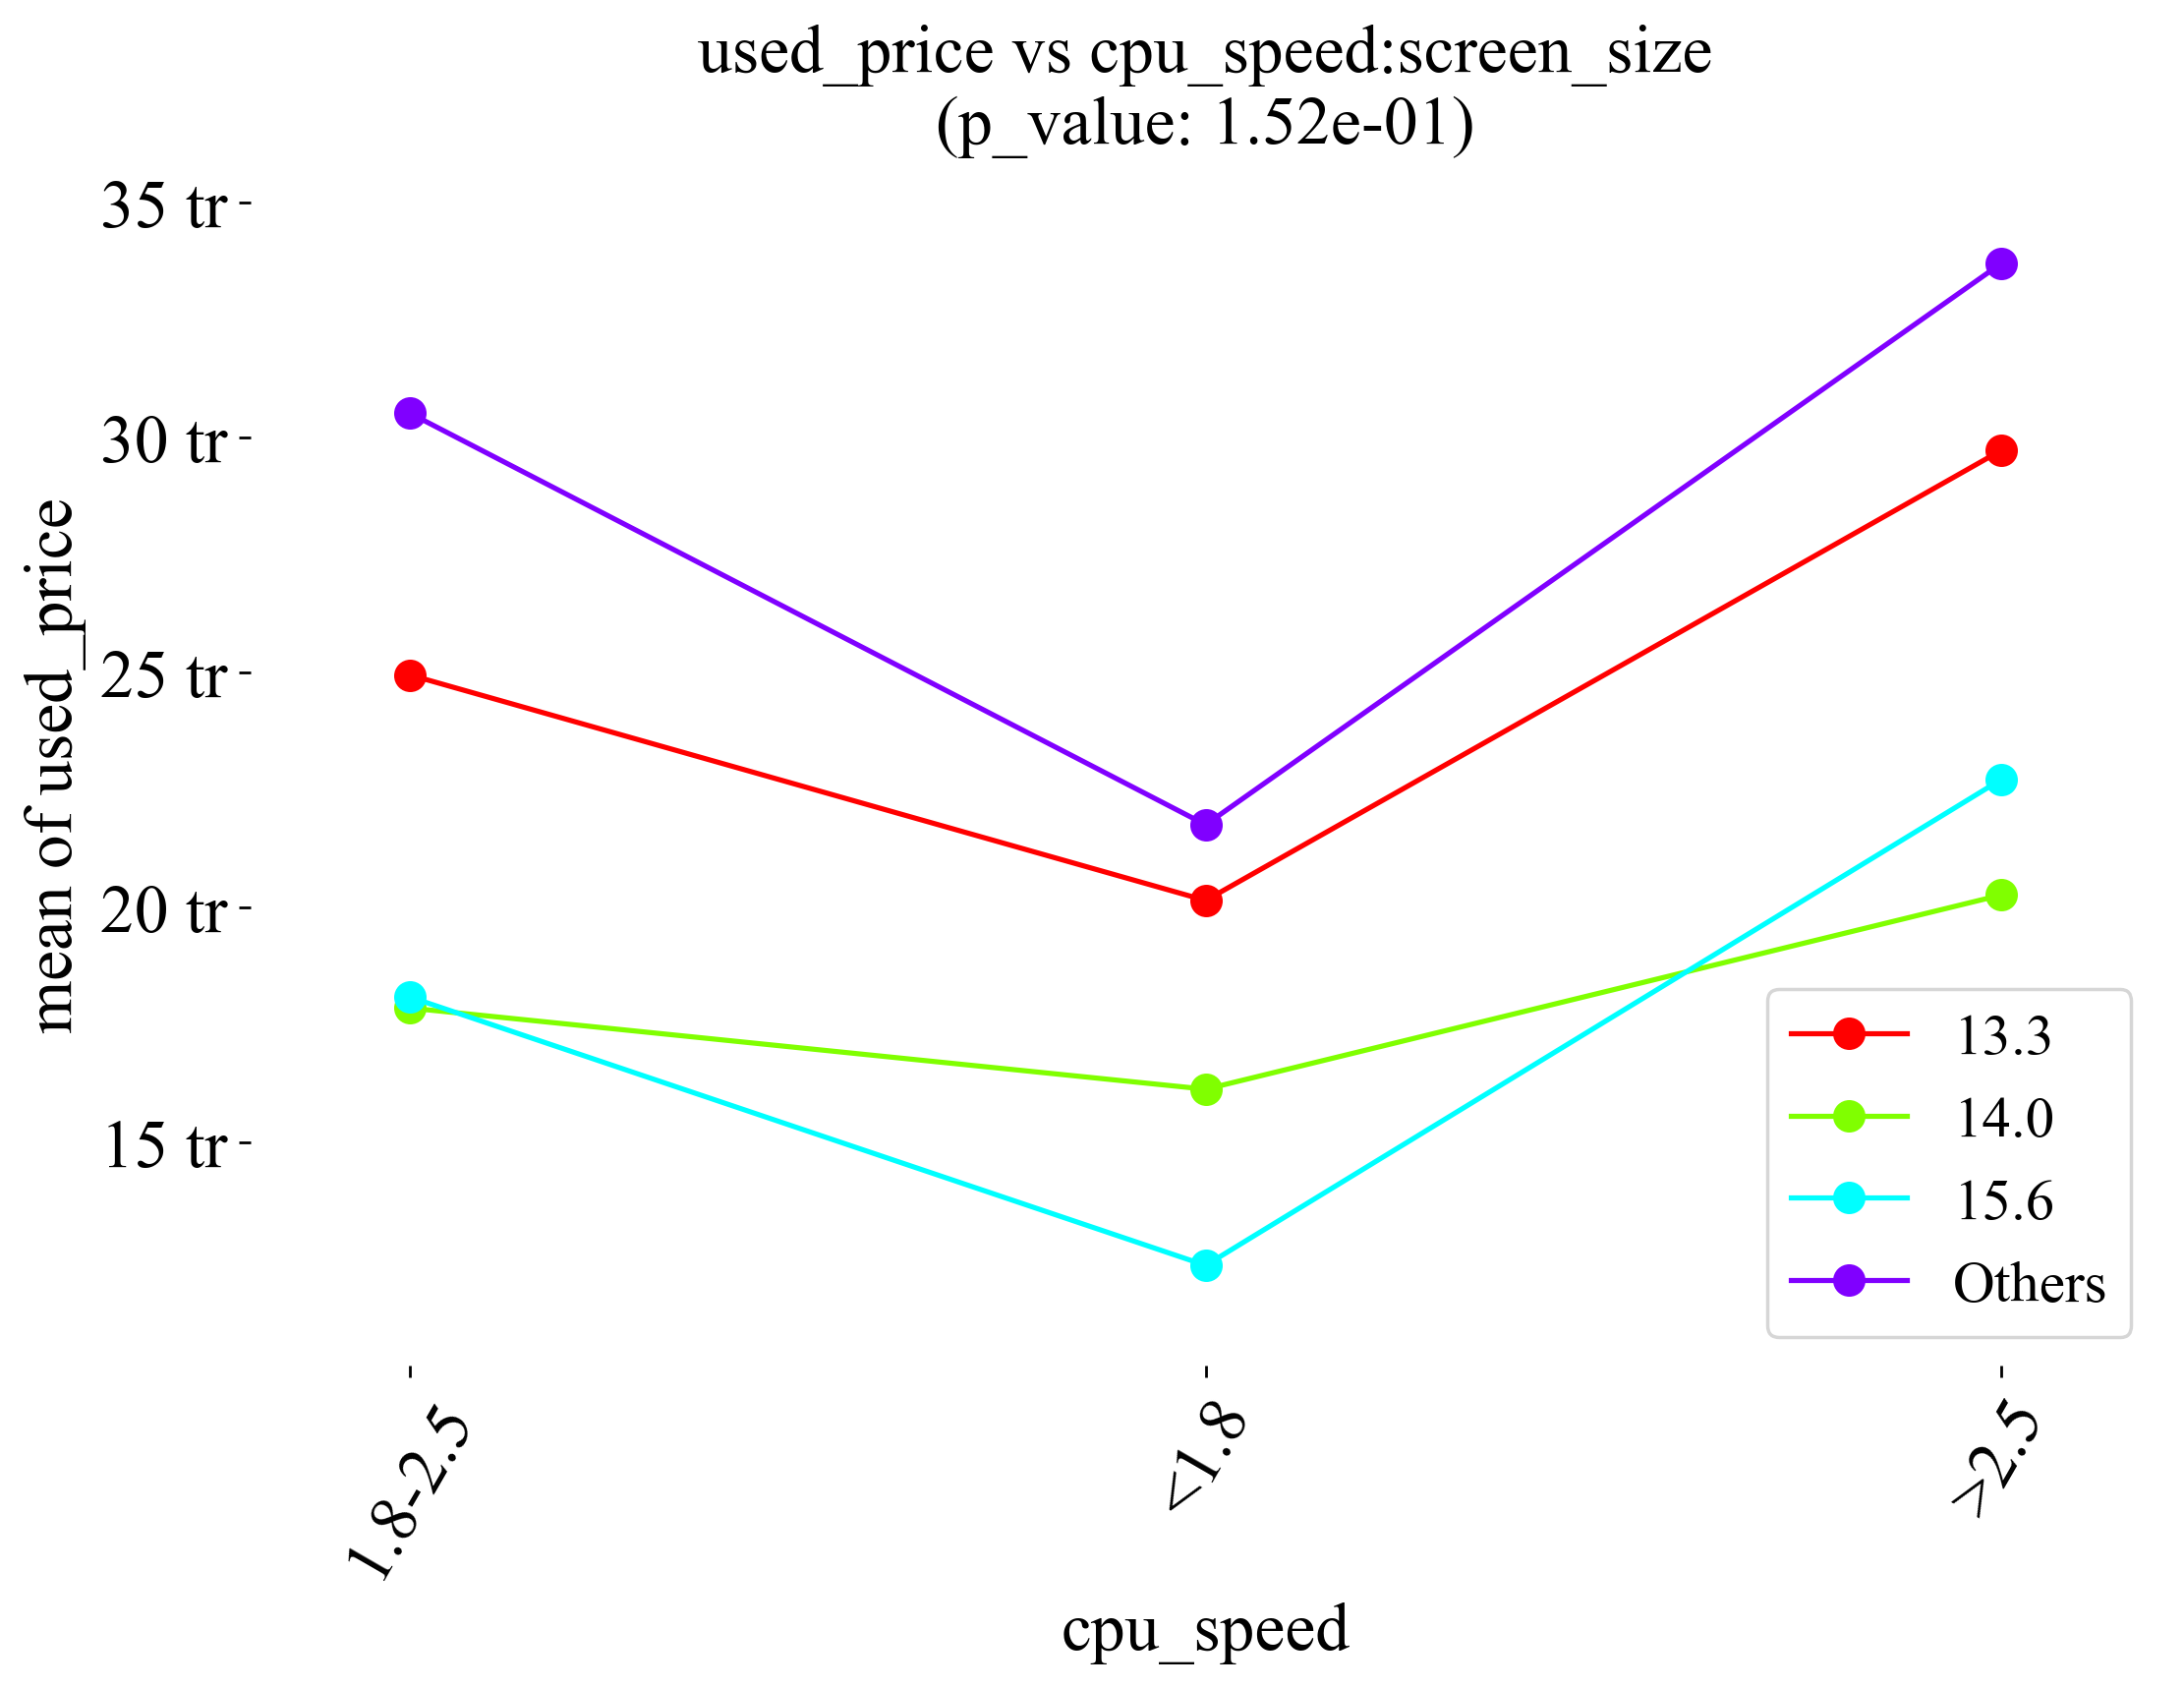 used_price vs cpu_speed:screen_size
(p_value: 1.52e-01)
35 tr
30 tr
25 tr
20 tr
15 tr
mean of used_price
13.3
14.0
15.6
Others
1.8-2.5
<1.8
>2.5
cpu_speed